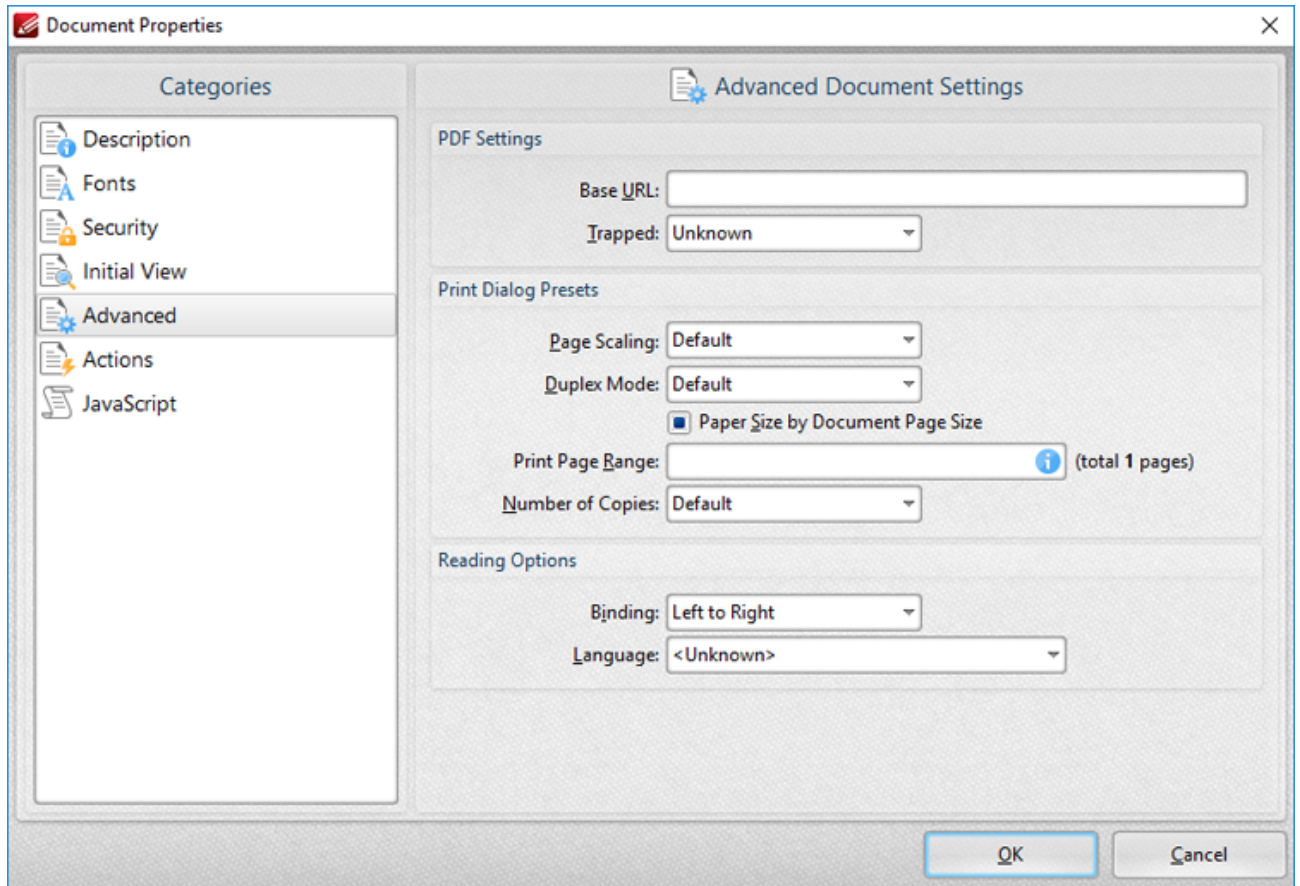 Document Properties
Categories
Description
Fonts
Security
Initial View
Advanced
Actions
JavaScript
Advanced Document Settings
PDF Settings
Base URL:
Trapped: Unknown
Print Dialog Presets
Page Scaling: Default
Duplex Mode: Default
Paper Size by Document Page Size
Print Page Range: (total 1 pages)
Number of Copies: Default
Reading Options
Binding: Left to Right
Language: <Unknown>
OK Cancel